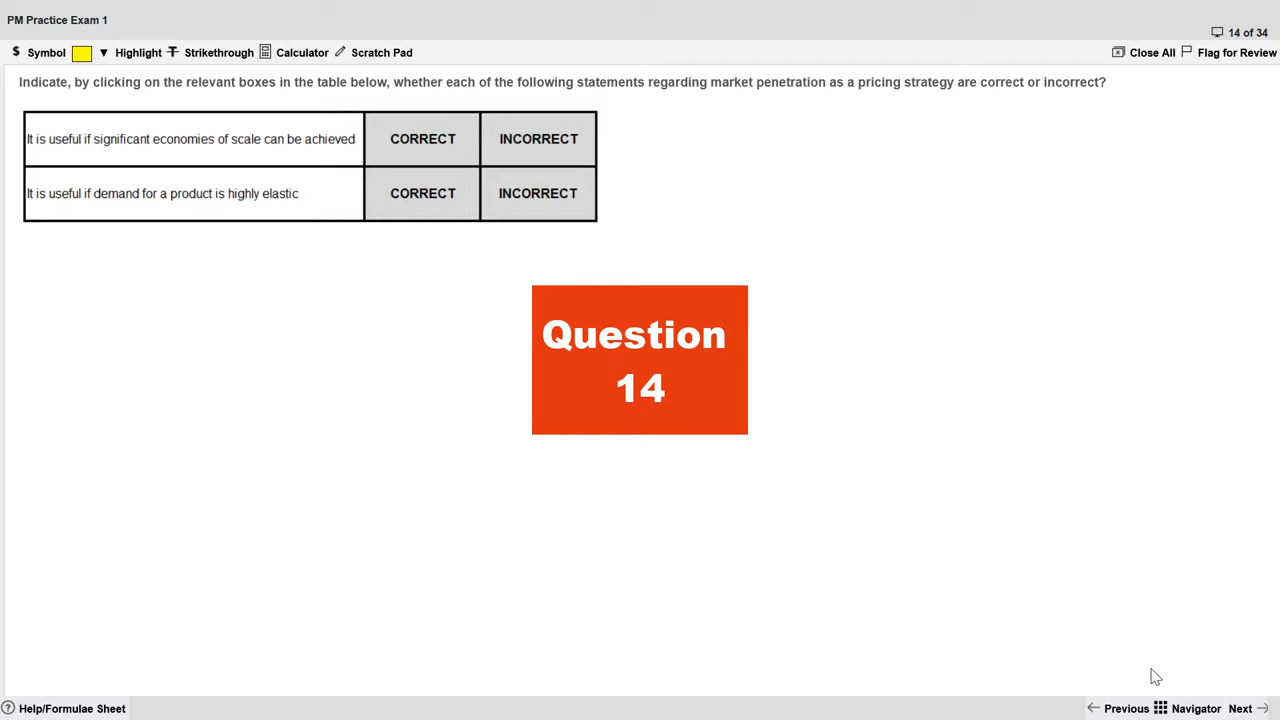 PM Practice Exam 1
14 of 34
$ Symbol Highlight Strikethrough Calculator Scratch Pad Close All Flag for Review
Indicate, by clicking on the relevant boxes in the table below, whether each of the following statements regarding market penetration as a pricing strategy are correct or incorrect?
It is useful if significant economies of scale can be achieved CORRECT INCORRECT
It is useful if demand for a product is highly elastic CORRECT INCORRECT
Question
14
? Help/Formulae Sheet Previous Navigator Next